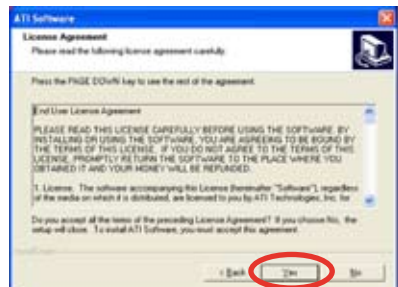 ATI Software
License Agreement
Please read the following license agreement carefully.
Press the PAGE DOWN key to see the rest of the agreement.
End User License Agreement
PLEASE READ THIS LICENSE CAREFULLY BEFORE USING THE SOFTWARE. BY
INSTALLING OR USING THE SOFTWARE, YOU ARE AGREEING TO BE BOUND BY
THE TERMS OF THIS LICENSE. IF YOU DO NOT AGREE TO THE TERMS OF THIS
LICENSE, PROMPTLY RETURN THE SOFTWARE TO THE PLACE WHERE YOU
OBTAINED IT AND YOUR MONEY WILL BE REFUNDED.
1. License. The software accompanying this License (hereinafter "Software"), regardless
of the media on which it is distributed, are licensed to you by ATI Technologies, Inc. for
Do you accept all the terms of the preceding License Agreement? If you choose No, the
setup will close. To install ATI Software, you must accept this agreement.
< Back Yes No